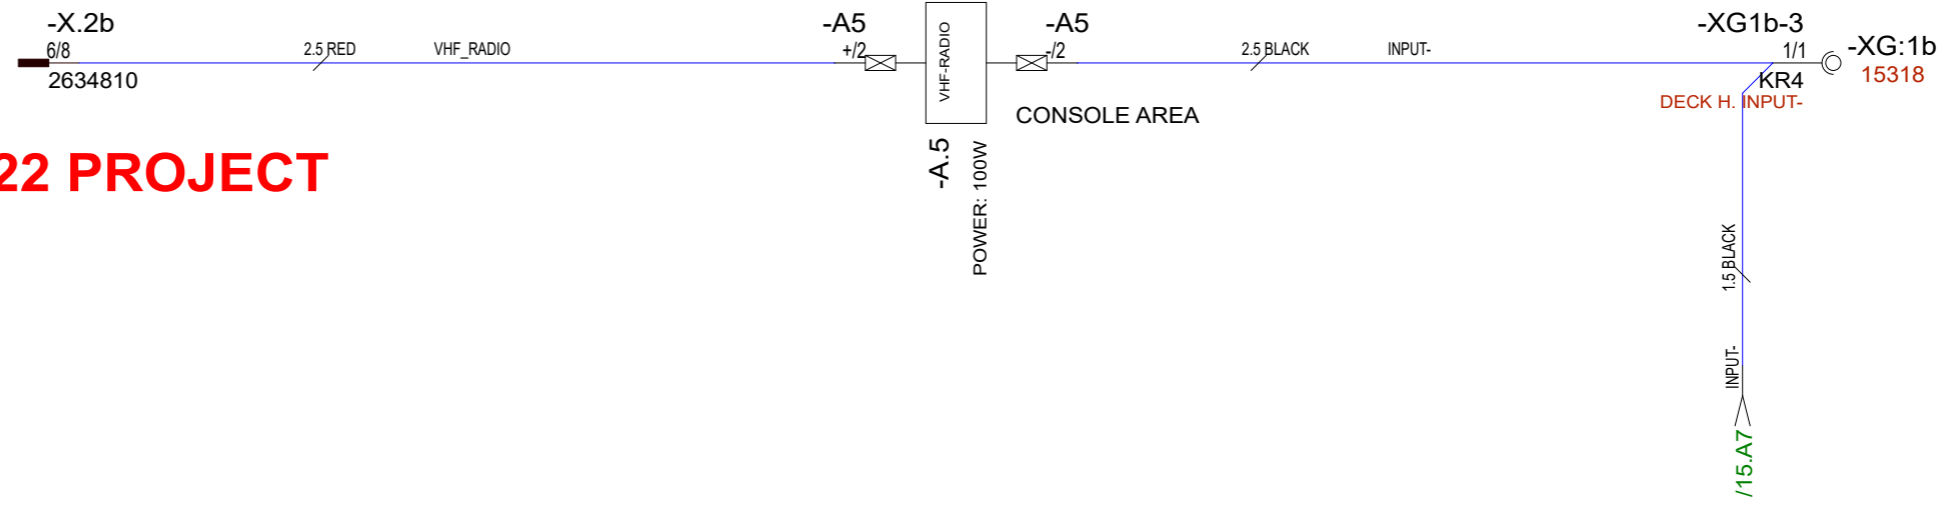 -X.2b
6/8
2634810
2.5 RED
VHF_RADIO
-A5
+/2
VHF-RADIO
-A5
-/2
-A.5
POWER: 100W
CONSOLE AREA
2.5 BLACK
INPUT-
-XG1b-3
1/1
KR4
DECK H. INPUT-
-XG:1b
15318
22 PROJECT
1.5 BLACK
INPUT-
/15.A7